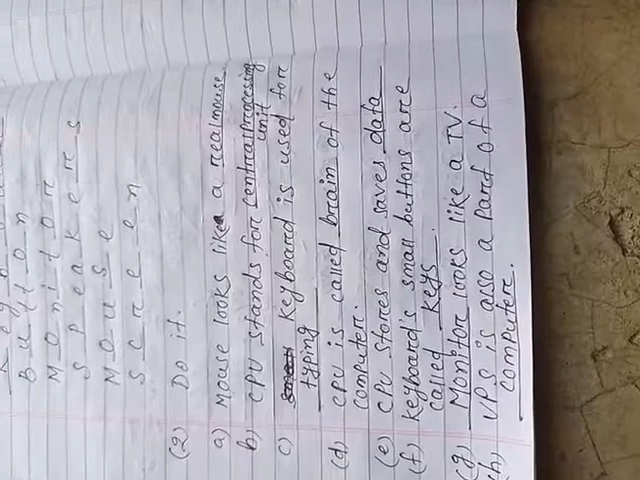 B u t t o n
M o n i t o r
S p e a k e r s
M o u s e
S c r e e n
(2) Do it.
a) Mouse looks like a real mouse.
b) CPU stands for central processing
unit
c) keyboard is used for
typing
(d) CPU is called brain of the
computer.
(e) CPU stores and saves data
(f) keyboard's small buttons are
called keys.
(g) Monitor looks like a TV.
(h) UPS is also a part of a
computer.